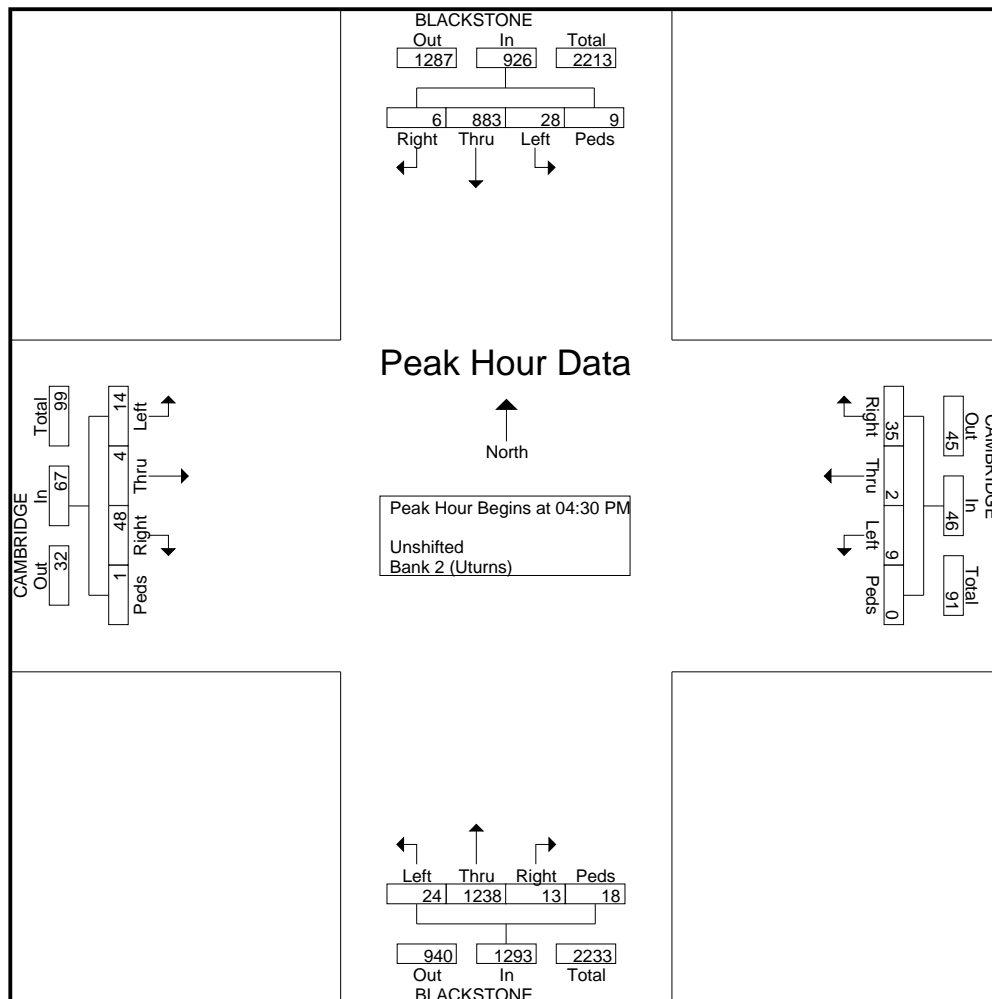 BLACKSTONE
Out In Total
1287 926 2213
6 883 28 9
Right Thru Left Peds
Peak Hour Data
North
Peak Hour Begins at 04:30 PM
Unshifted
Bank 2 (Uturns)
CAMBRIDGE
Total In Out
99 67 32
14 4 48 1
Left Thru Right Peds
CAMBRIDGE
Out In Total
45 46 91
35 2 9 0
Right Thru Left Peds
Left Thru Right Peds
24 1238 13 18
940 1293 2233
Out In Total
BLACKSTONE